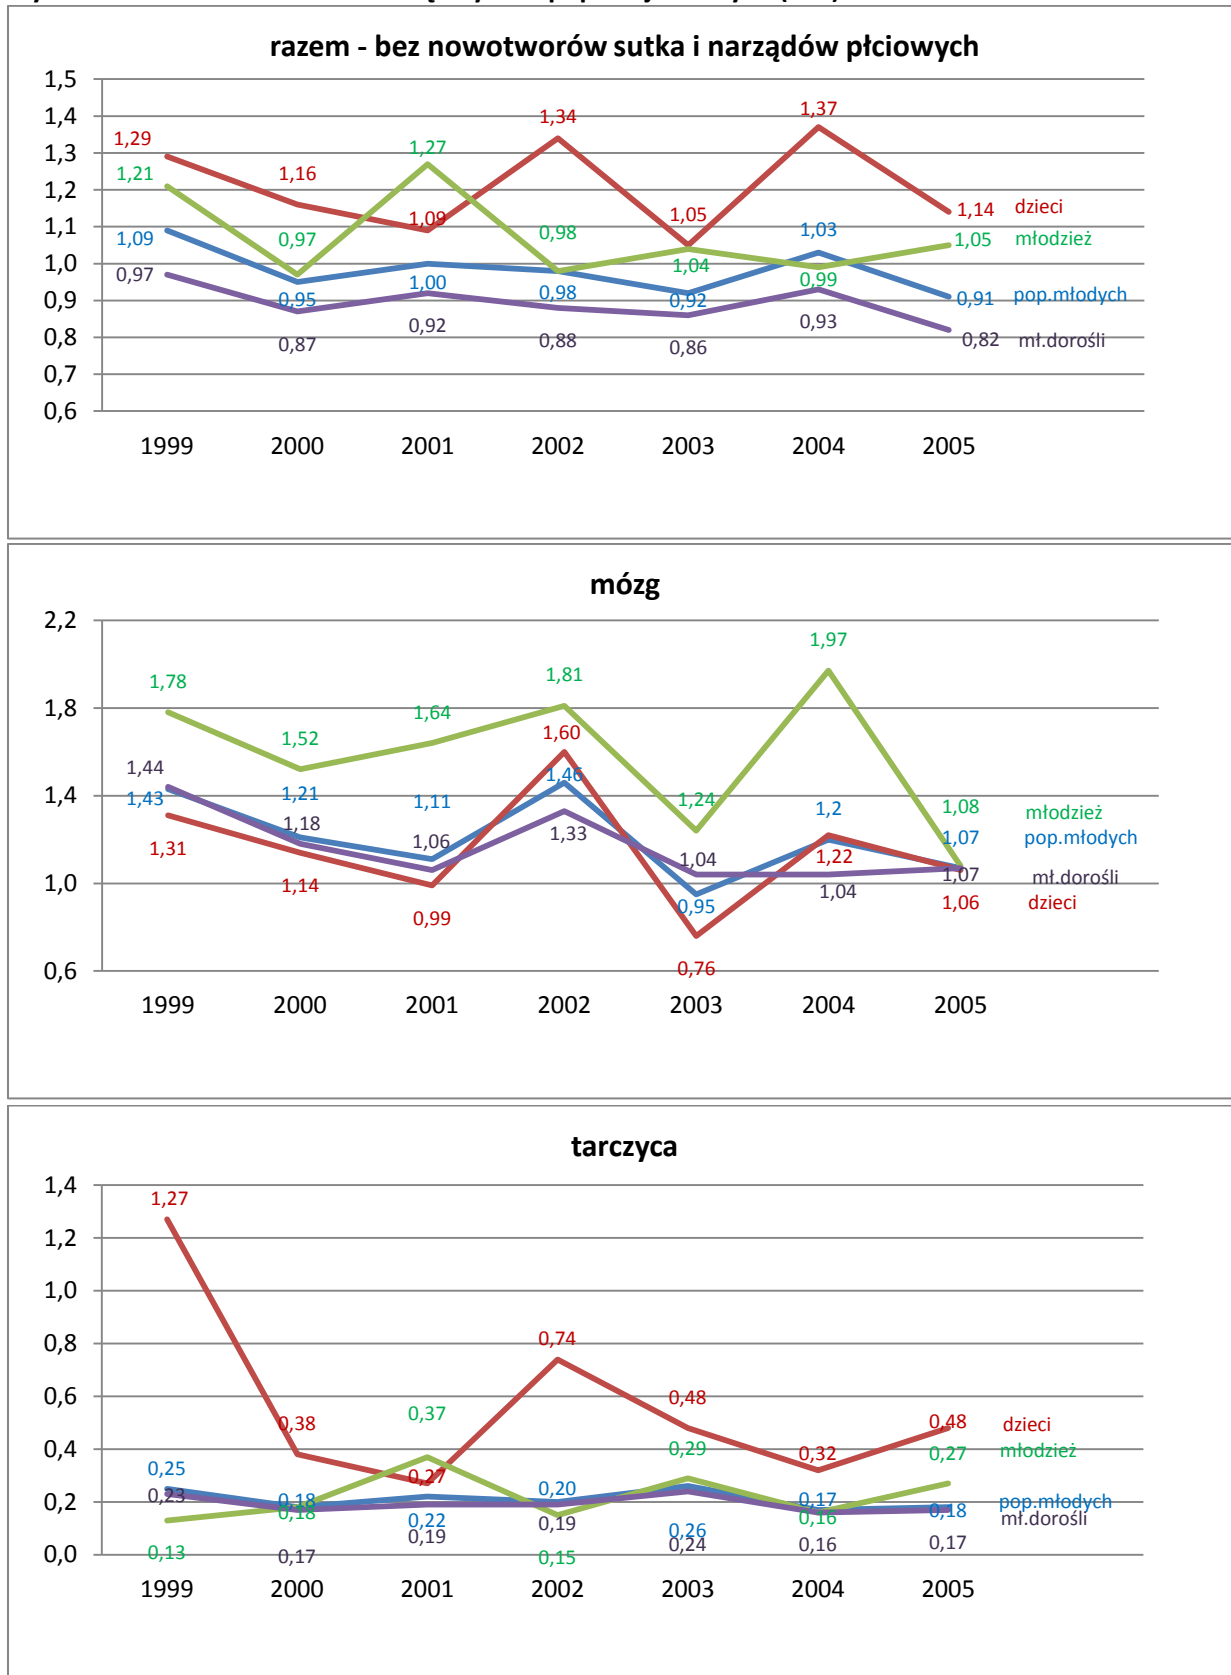 razem - bez nowotworów sutka i narządów płciowych
1,5
1,4
1,3
1,2
1,1
1,0
0,9
0,8
0,7
0,6
1,29 1,16 1,09 1,34 1,05 1,37 1,14 dzieci
1,21 0,97 1,27 0,98 1,04 0,99 1,05 młodzież
1,09 0,95 1,00 0,98 0,92 1,03 0,91 pop.młodych
0,97 0,87 0,92 0,88 0,86 0,93 0,82 mł.dorośli
1999 2000 2001 2002 2003 2004 2005
mózg
2,2
1,8
1,4
1,0
0,6
1,78 1,52 1,64 1,81 1,24 1,97 1,08 młodzież
1,43 1,21 1,11 1,46 0,95 1,2 1,07 pop.młodych
1,44 1,18 1,06 1,33 1,04 1,04 1,07 mł.dorośli
1,31 1,14 0,99 1,60 0,76 1,22 1,06 dzieci
1999 2000 2001 2002 2003 2004 2005
tarczyca
1,4
1,2
1,0
0,8
0,6
0,4
0,2
0,0
1,27 0,38 0,27 0,74 0,48 0,32 0,48 dzieci
0,13 0,18 0,37 0,15 0,29 0,16 0,27 młodzież
0,25 0,18 0,22 0,20 0,26 0,17 0,18 pop.młodych
0,23 0,17 0,19 0,19 0,24 0,16 0,17 mł.dorośli
1999 2000 2001 2002 2003 2004 2005